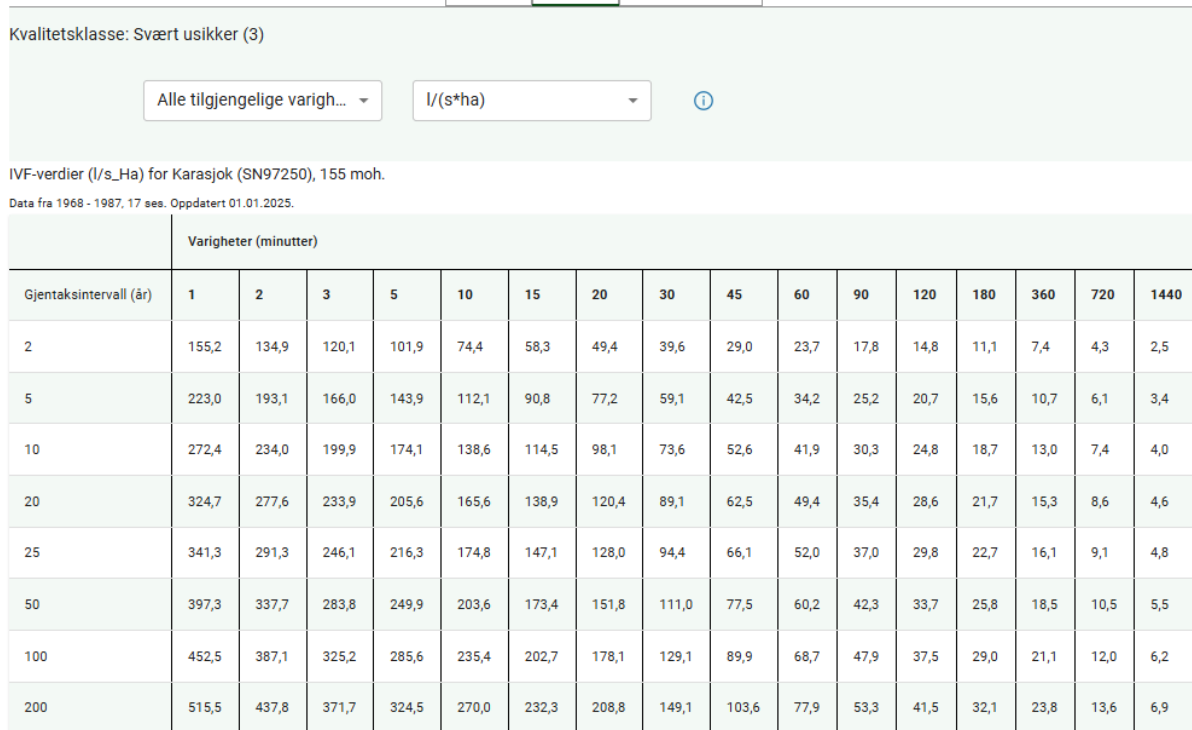 Kvalitetsklasse: Svært usikker (3)
Alle tilgjengelige varigh... l/(s*ha)
IVF-verdier (l/s_Ha) for Karasjok (SN97250), 155 moh.
Data fra 1968 - 1987, 17 ses. Oppdatert 01.01.2025.
Varigheter (minutter)
Gjentaksintervall (år) 1 2 3 5 10 15 20 30 45 60 90 120 180 360 720 1440
2 155,2 134,9 120,1 101,9 74,4 58,3 49,4 39,6 29,0 23,7 17,8 14,8 11,1 7,4 4,3 2,5
5 223,0 193,1 166,0 143,9 112,1 90,8 77,2 59,1 42,5 34,2 25,2 20,7 15,6 10,7 6,1 3,4
10 272,4 234,0 199,9 174,1 138,6 114,5 98,1 73,6 52,6 41,9 30,3 24,8 18,7 13,0 7,4 4,0
20 324,7 277,6 233,9 205,6 165,6 138,9 120,4 89,1 62,5 49,4 35,4 28,6 21,7 15,3 8,6 4,6
25 341,3 291,3 246,1 216,3 174,8 147,1 128,0 94,4 66,1 52,0 37,0 29,8 22,7 16,1 9,1 4,8
50 397,3 337,7 283,8 249,9 203,6 173,4 151,8 111,0 77,5 60,2 42,3 33,7 25,8 18,5 10,5 5,5
100 452,5 387,1 325,2 285,6 235,4 202,7 178,1 129,1 89,9 68,7 47,9 37,5 29,0 21,1 12,0 6,2
200 515,5 437,8 371,7 324,5 270,0 232,3 208,8 149,1 103,6 77,9 53,3 41,5 32,1 23,8 13,6 6,9